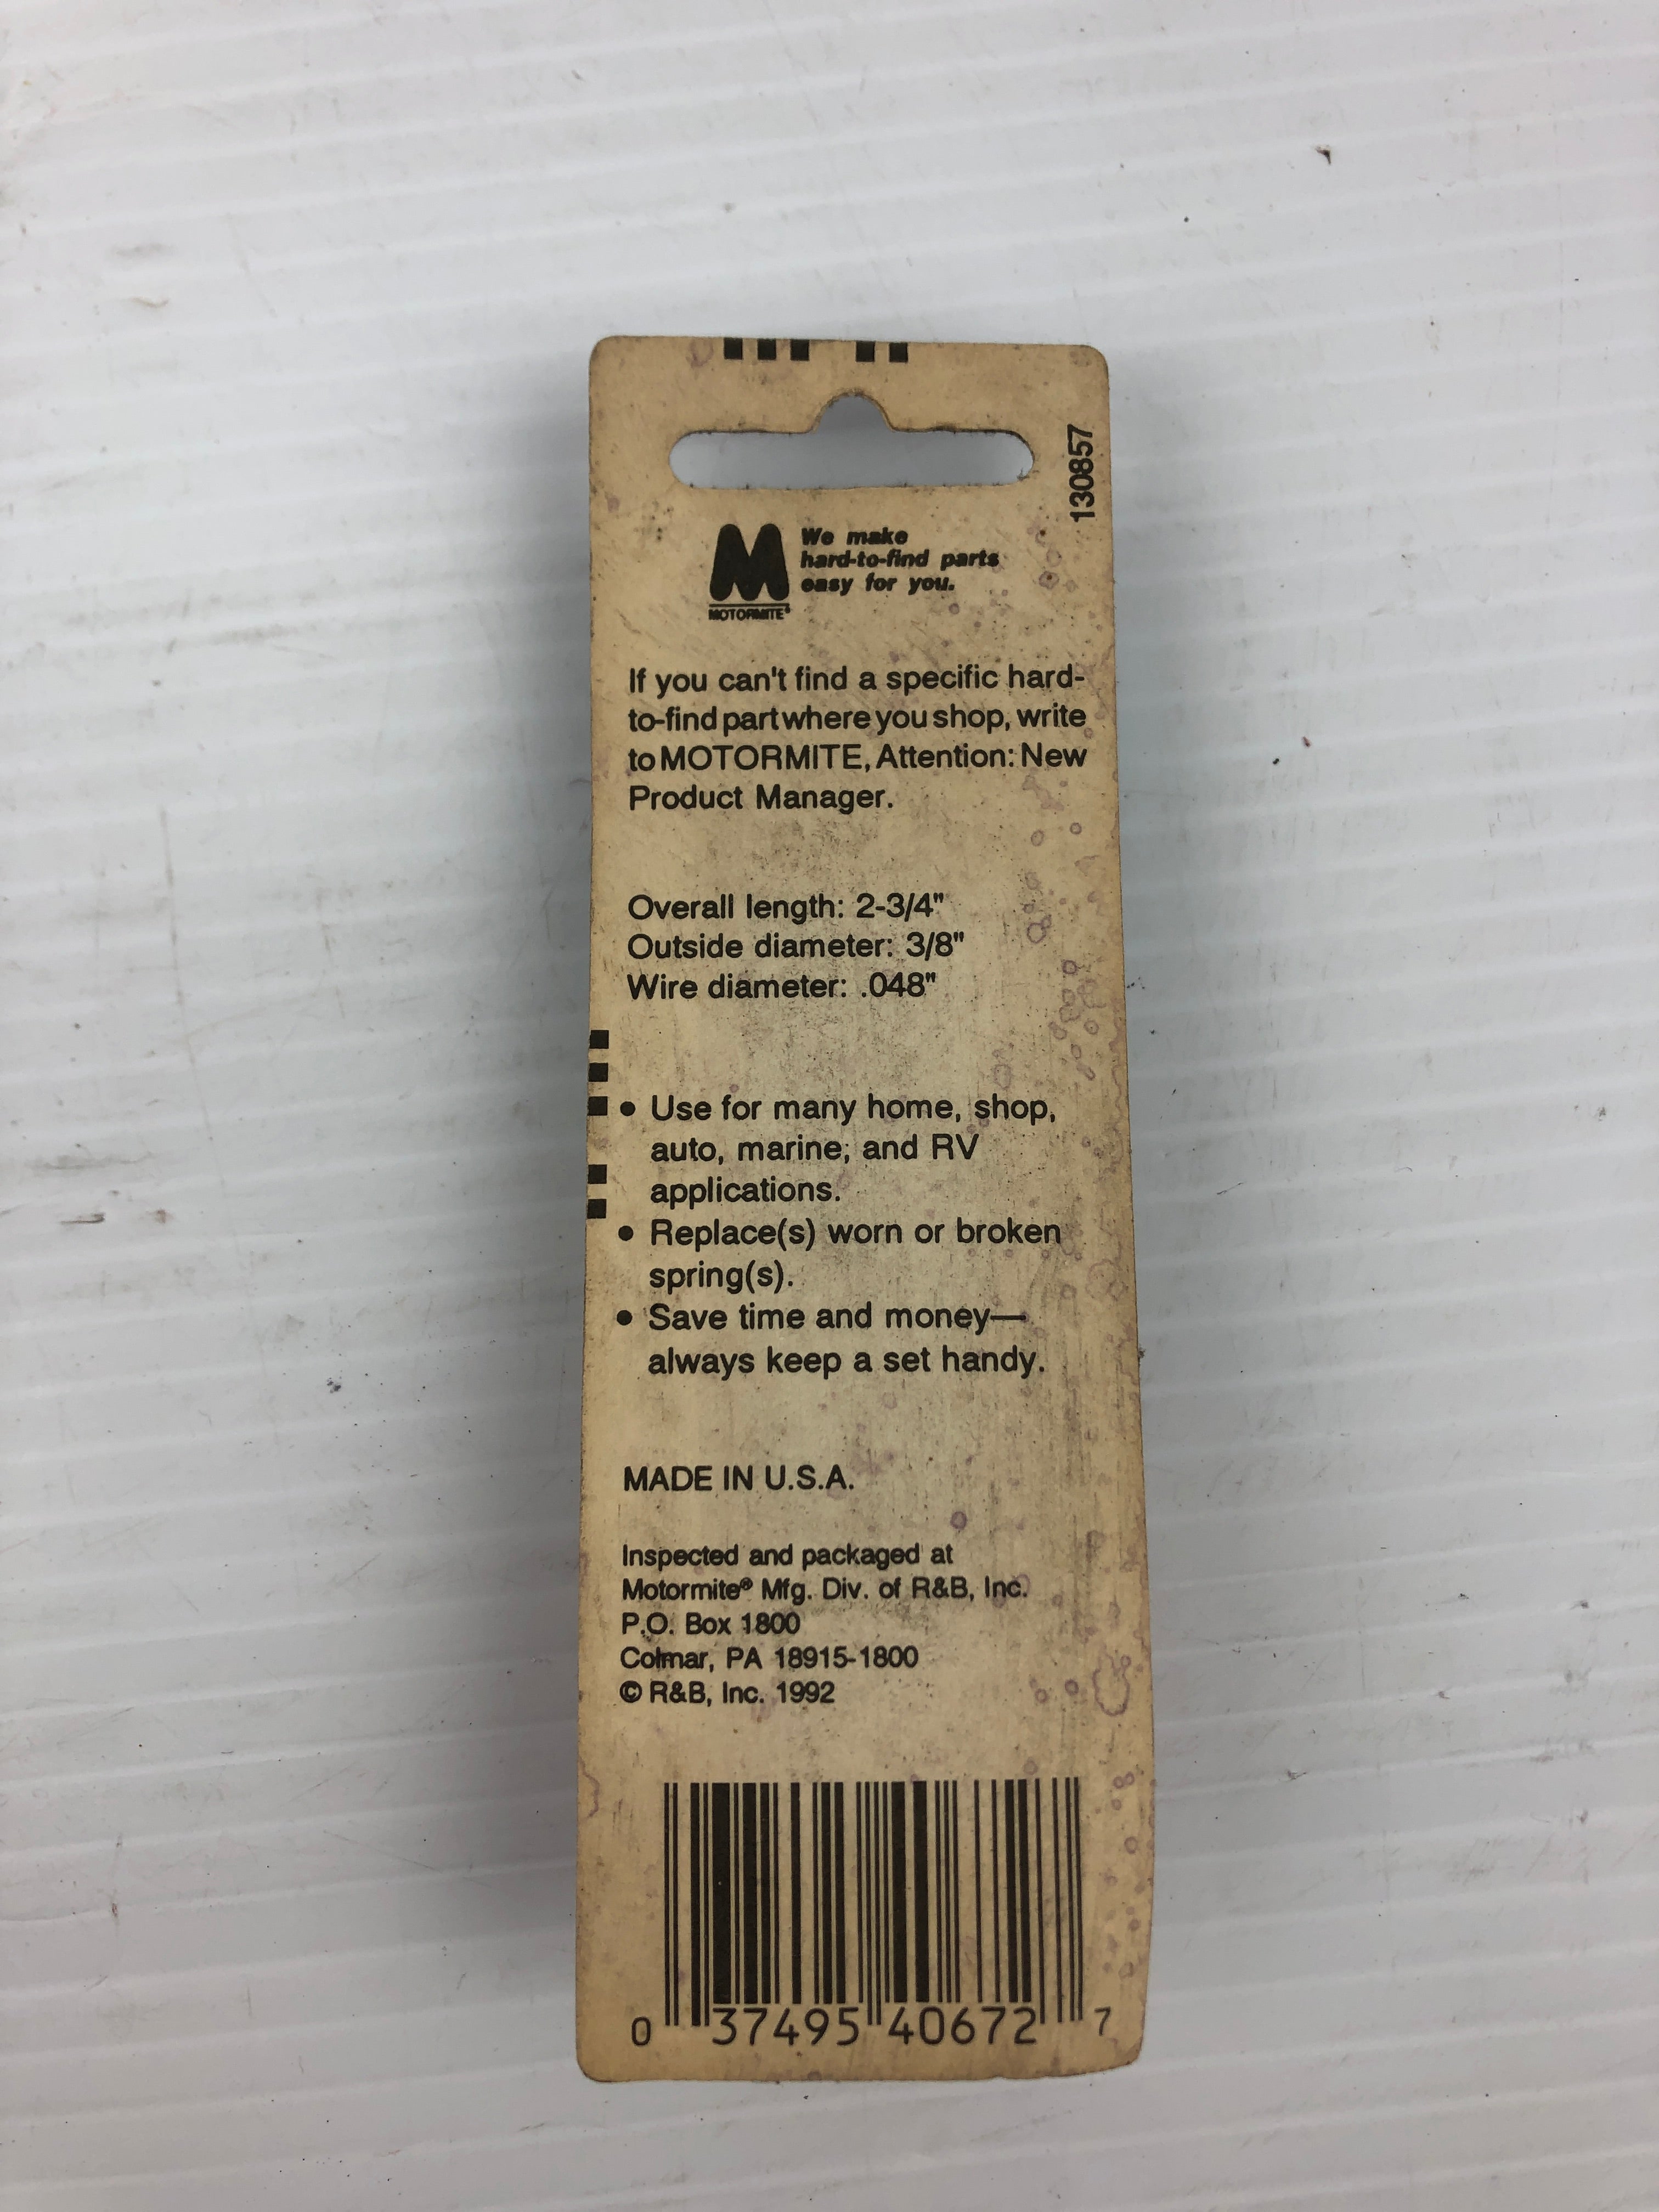 130857
We make
hard-to-find parts
easy for you.
MOTORMITE®
If you can't find a specific hard-
to-find part where you shop, write
to MOTORMITE, Attention: New
Product Manager.
Overall length: 2-3/4"
Outside diameter: 3/8"
Wire diameter: .048"
• Use for many home, shop,
auto, marine, and RV
applications.
• Replace(s) worn or broken
spring(s).
• Save time and money—
always keep a set handy.
MADE IN U.S.A.
Inspected and packaged at
Motormite® Mfg. Div. of R&B, Inc.
P.O. Box 1800
Colmar, PA 18915-1800
© R&B, Inc. 1992
0 37495 40672 7